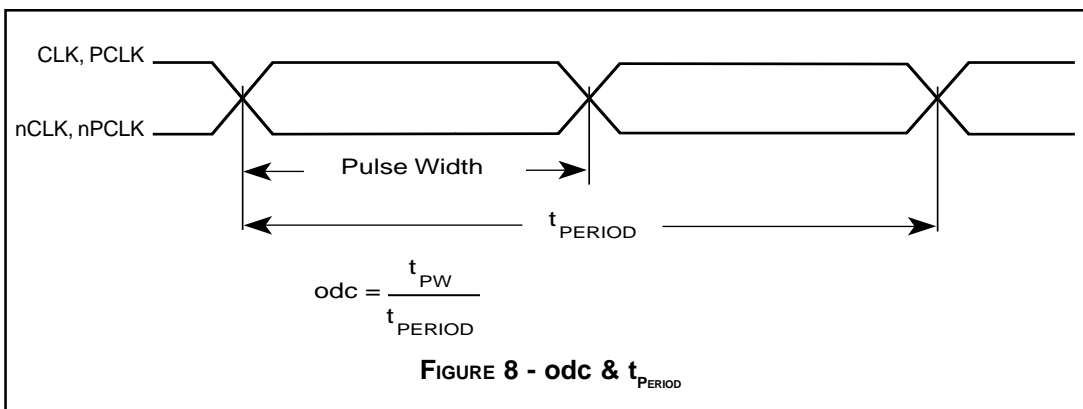 CLK, PCLK
nCLK, nPCLK
Pulse Width
tPERIOD
odc = tPW
tPERIOD
FIGURE 8 - odc & tPERIOD